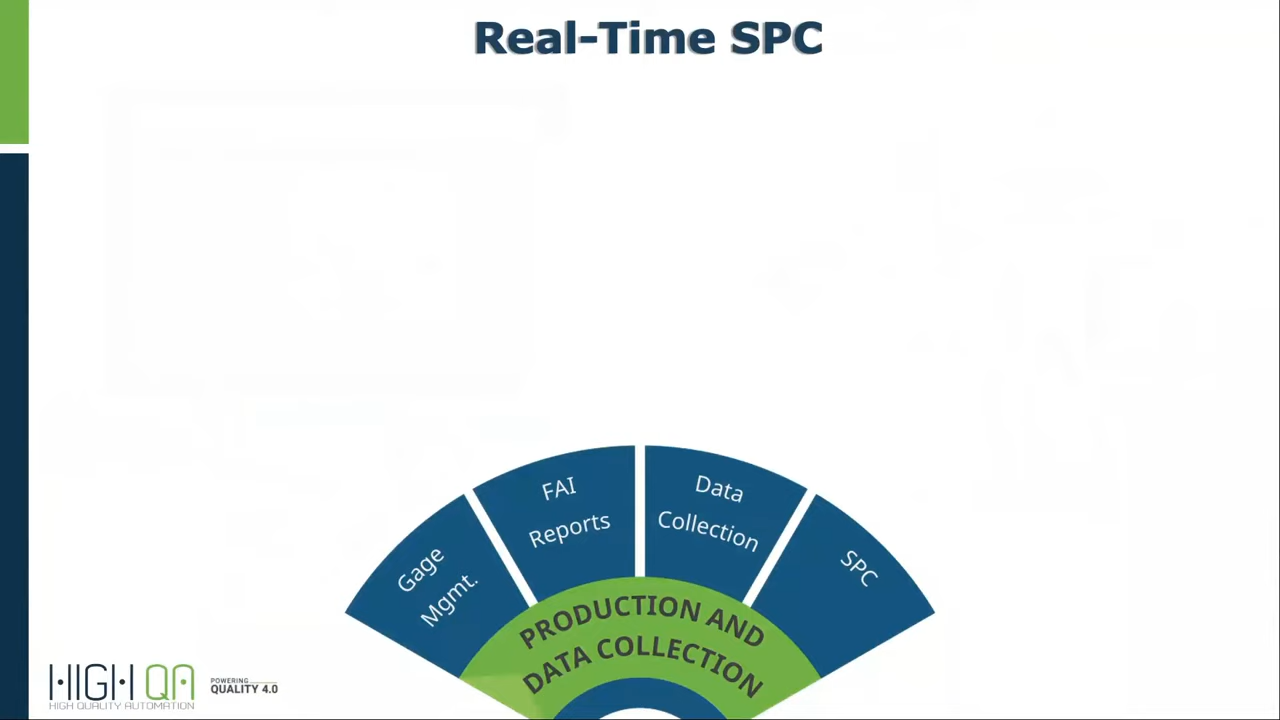 Real-Time SPC
Gage
Mgmt.
FAI
Reports
Data
Collection
SPC
PRODUCTION AND
DATA COLLECTION
HIGH QA
HIGH QUALITY AUTOMATION
POWERING
QUALITY 4.0